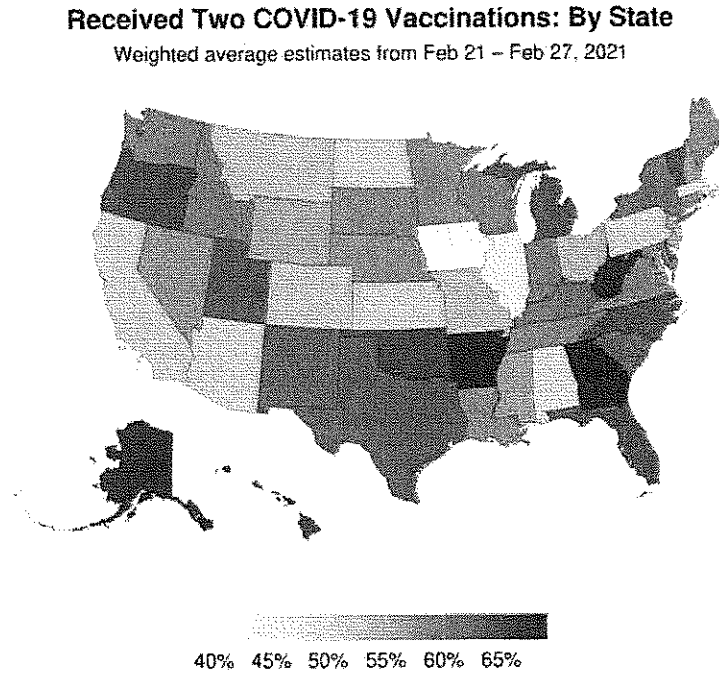 Received Two COVID-19 Vaccinations: By State
Weighted average estimates from Feb 21 – Feb 27, 2021
40% 45% 50% 55% 60% 65%